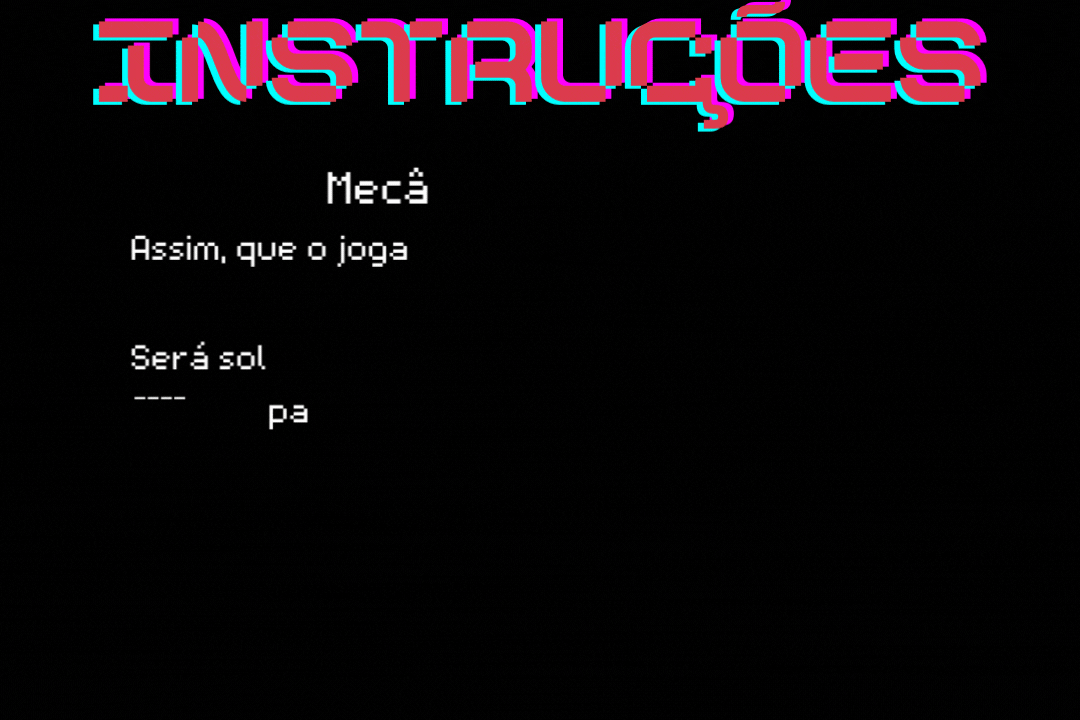 INSTRUÇÕES
Mecâ
Assim, que o joga
Será sol
----
pa